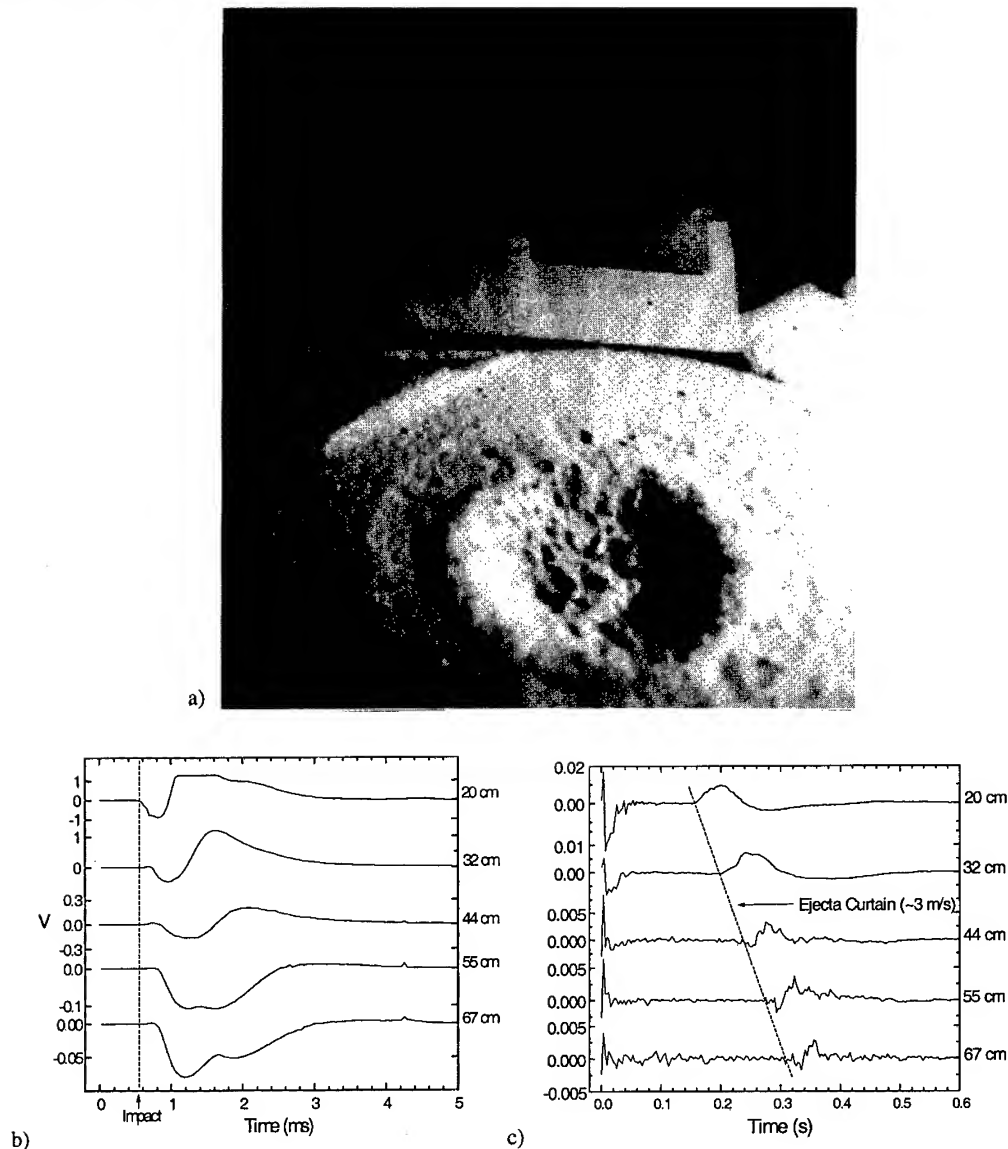 a)
1
0
-1
1
0
0.3
0.0
-0.3
0.0
-0.1
0.00
-0.05
V
20 cm
32 cm
44 cm
55 cm
67 cm
0
1
2
3
4
5
Impact
Time (ms)
b)
0.02
0.00
0.01
0.00
0.005
0.000
0.005
0.000
0.005
0.000
-0.005
20 cm
32 cm
Ejecta Curtain (~3 m/s)
44 cm
55 cm
67 cm
0.0
0.1
0.2
0.3
0.4
0.5
0.6
Time (s)
c)